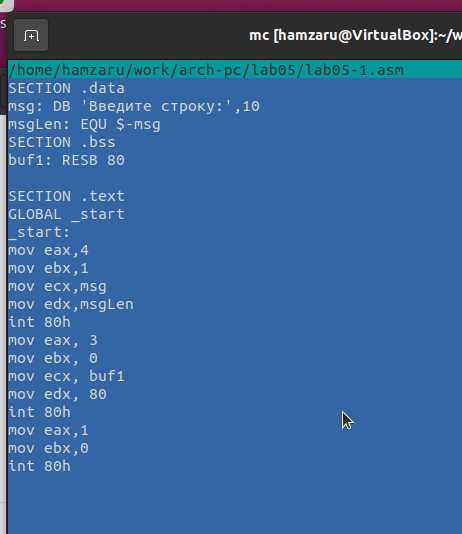 mc [hamzaru@VirtualBox]:~/w
/home/hamzaru/work/arch-pc/lab05/lab05-1.asm
SECTION .data
msg: DB 'Введите строку:',10
msgLen: EQU $-msg
SECTION .bss
buf1: RESB 80
SECTION .text
GLOBAL _start
_start:
mov eax,4
mov ebx,1
mov ecx,msg
mov edx,msgLen
int 80h
mov eax, 3
mov ebx, 0
mov ecx, buf1
mov edx, 80
int 80h
mov eax,1
mov ebx,0
int 80h